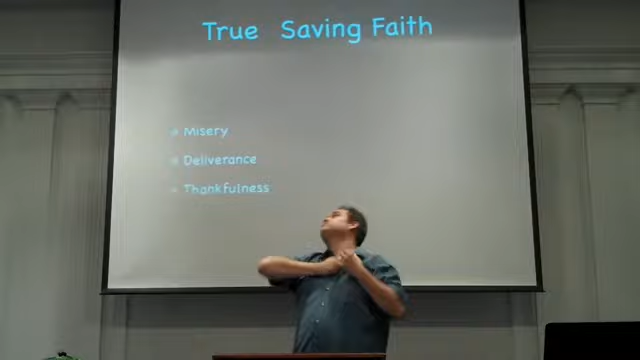 True Saving Faith
Misery
Deliverance
Thankfulness